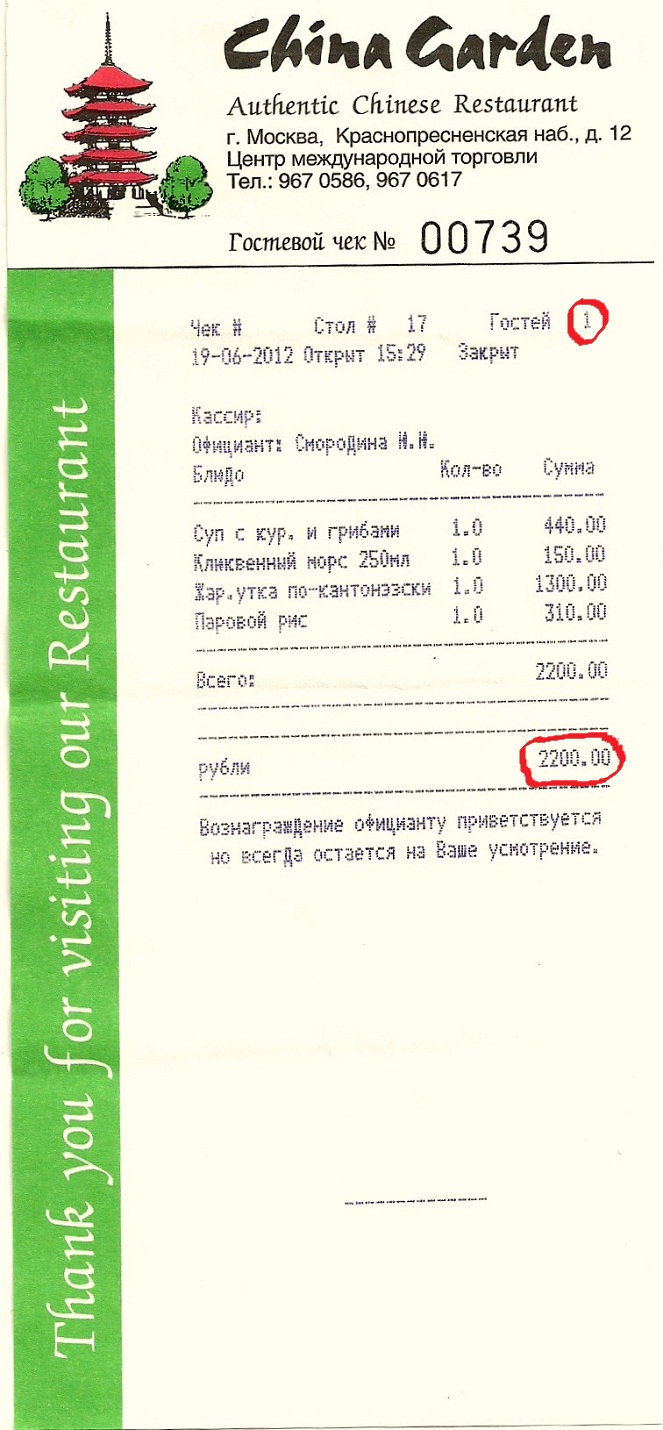 China Garden
Authentic Chinese Restaurant
г. Москва, Краснопресненская наб., д. 12
Центр международной торговли
Тел.: 967 0586, 967 0617
Гостевой чек № 00739
Чек # Стол # 17 Гостей 1
19-06-2012 Открыт 15:29 Закрыт
Кассир:
Официант: Смородина И.И.
Блюдо Кол-во Сумма
Суп с кур. и грибами 1.0 440.00
Кликвенный морс 250мл 1.0 150.00
Жар.утка по-кантонээски 1.0 1300.00
Паровой рис 1.0 310.00
Всего: 2200.00
рубли 2200.00
Вознаграждение официанту приветствуется
но всегда остается на Ваше усмотрение.
Thank you for visiting our Restaurant